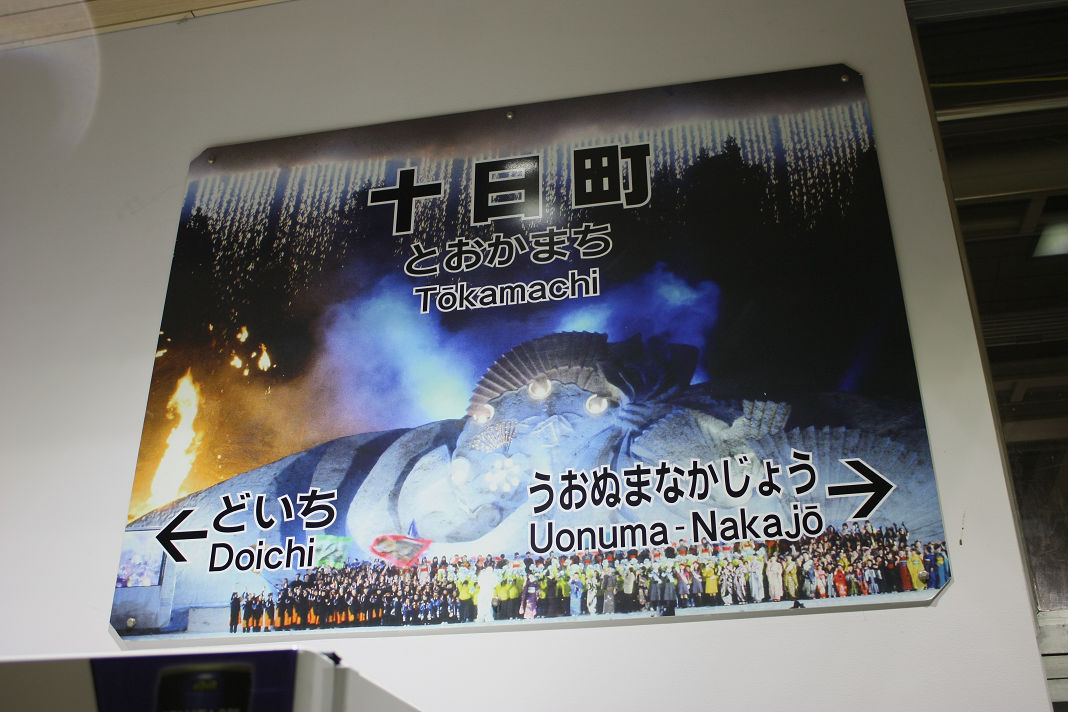 十日町
とおかまち
Tōkamachi
うおぬまなかじょう
Uonuma-Nakajō
どいち
Doichi